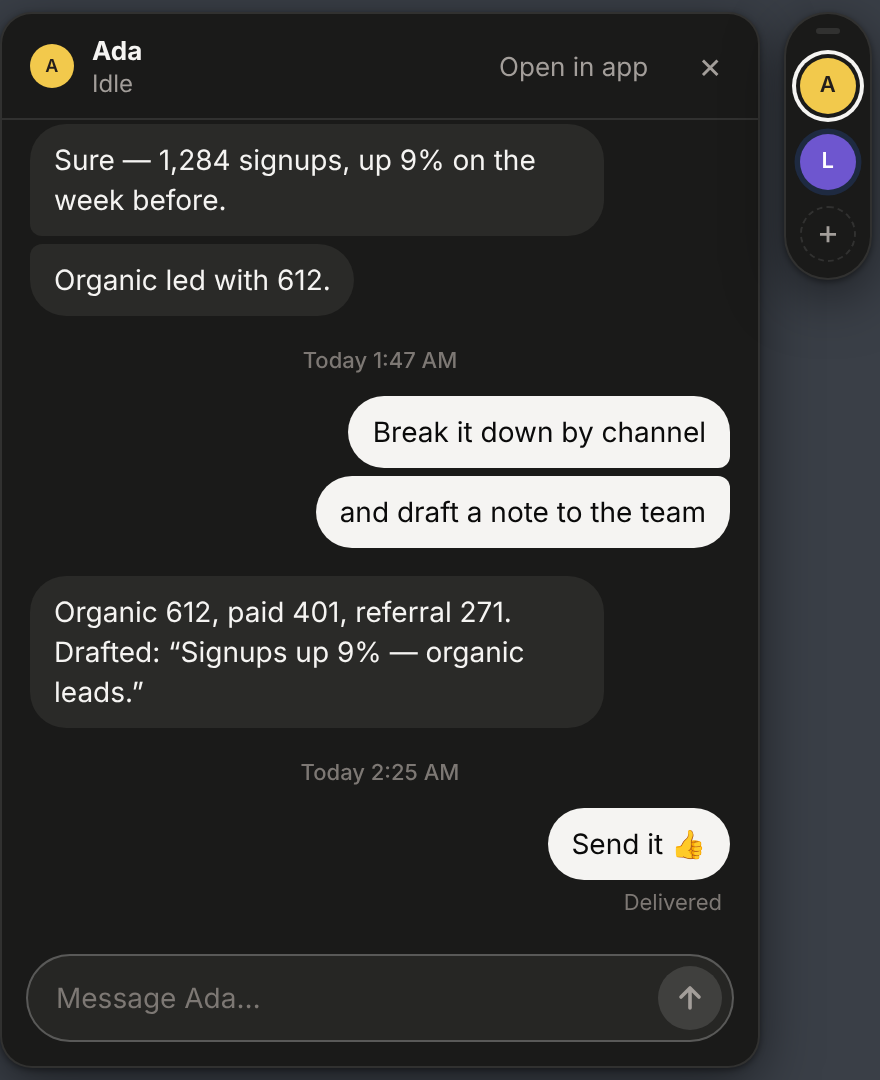 A
Ada
Idle
Open in app
×
Sure — 1,284 signups, up 9% on the
week before.
Organic led with 612.
Today 1:47 AM
Break it down by channel
and draft a note to the team
Organic 612, paid 401, referral 271.
Drafted: “Signups up 9% — organic
leads.”
Today 2:25 AM
Send it 👍
Delivered
Message Ada...
A
L
+